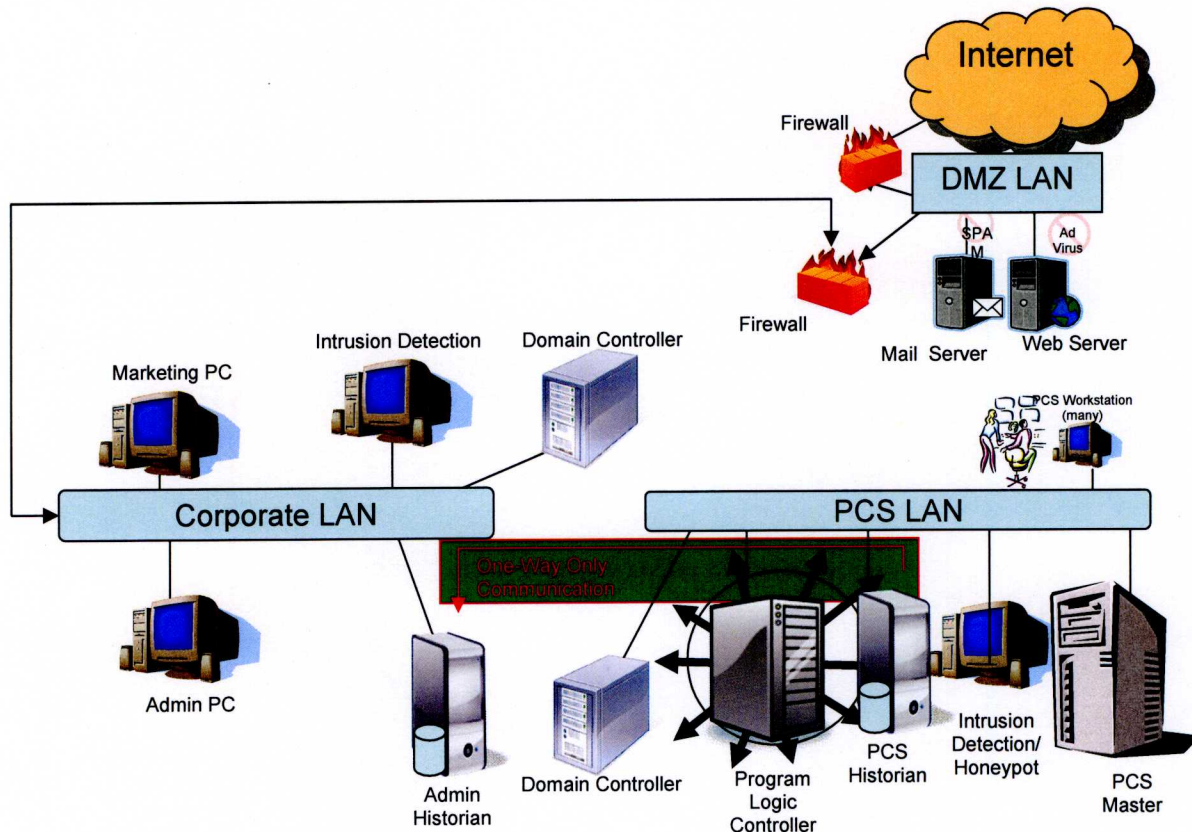 Internet
Firewall
DMZ LAN
SPA
M
Ad
Virus
Firewall
Mail Server
Web Server
Intrusion Detection
Domain Controller
Marketing PC
PCS Workstation
(many)
Corporate LAN
PCS LAN
One-Way Only
Communication
Admin PC
Admin
Historian
Domain Controller
Program
Logic
Controller
PCS
Historian
Intrusion
Detection/
Honeypot
PCS
Master